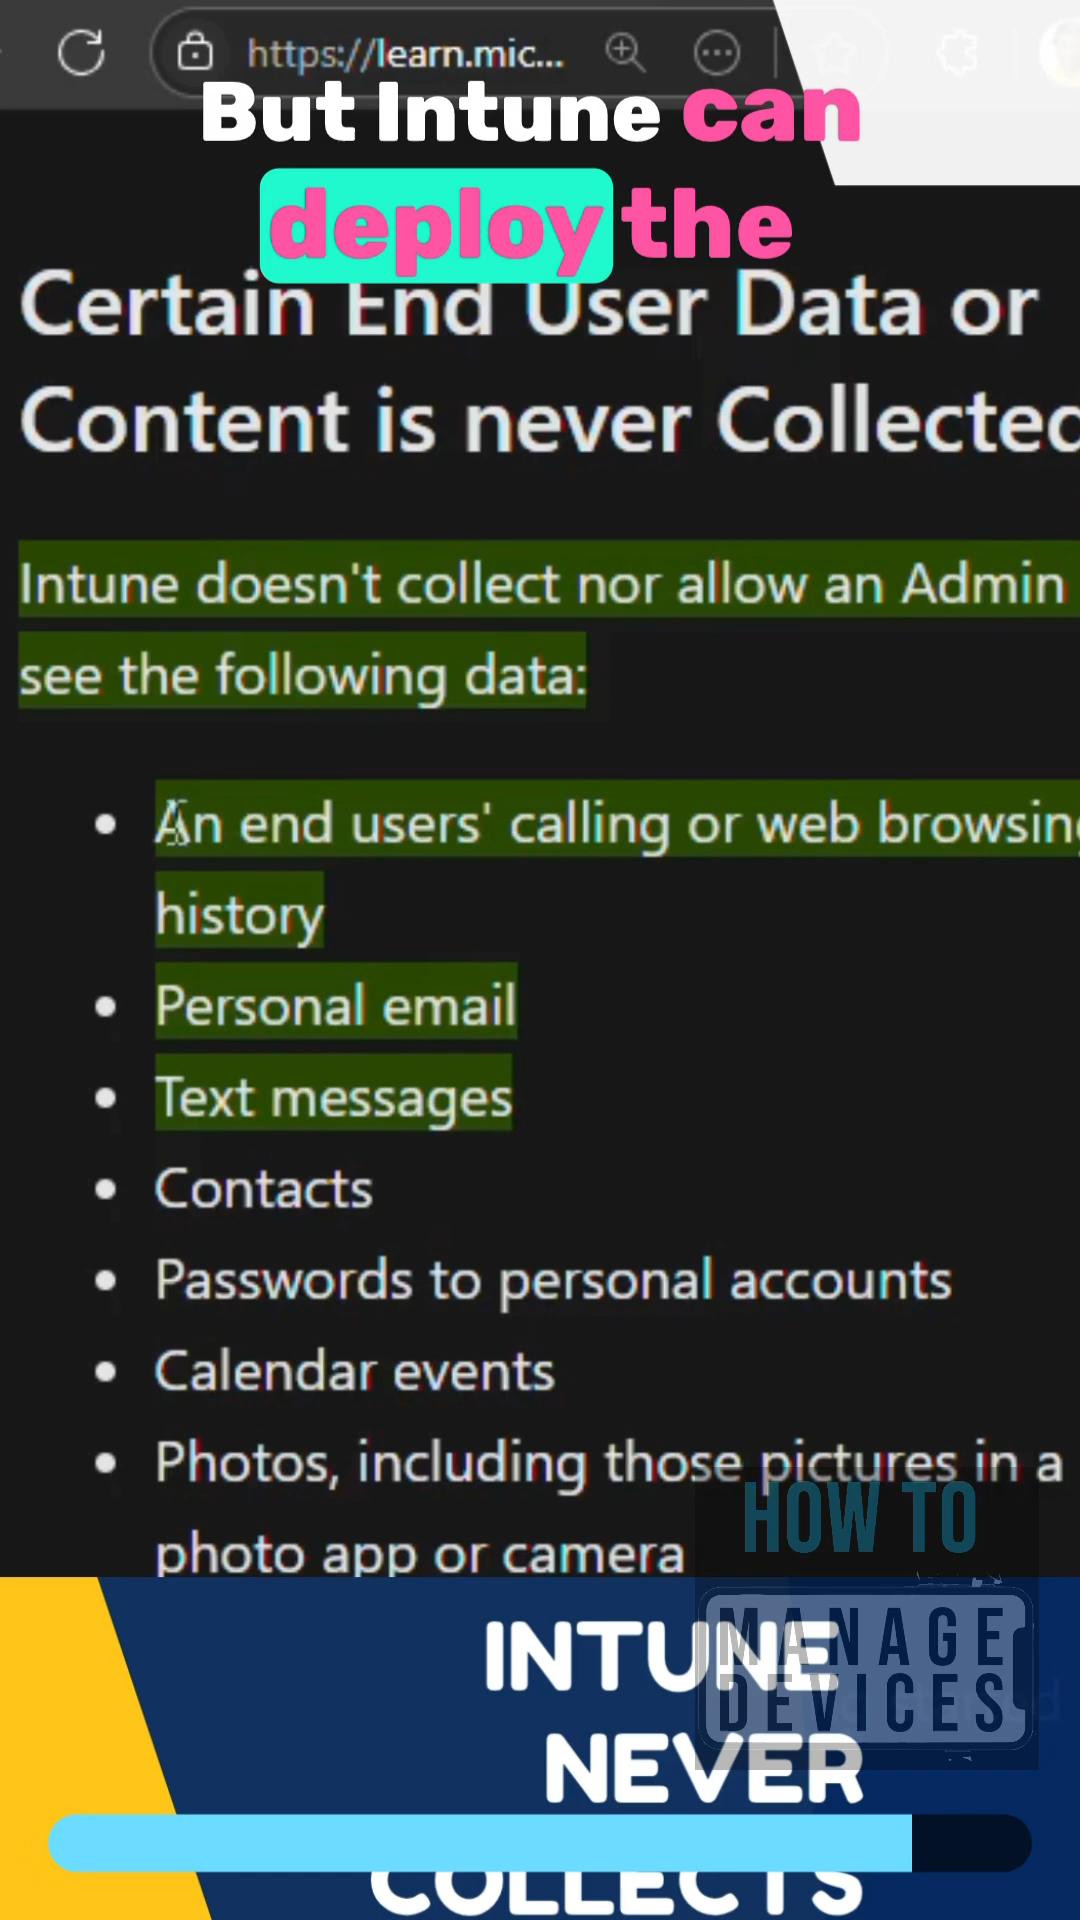 https://learn.mic...
But Intune can
deploy the
Certain End User Data or
Content is never Collected
Intune doesn't collect nor allow an Admin
see the following data:
• An end users' calling or web browsing
history
• Personal email
• Text messages
• Contacts
• Passwords to personal accounts
• Calendar events
• Photos, including those pictures in a
photo app or camera
HOW TO
MANAGE
DEVICES
INTUNE
NEVER
COLLECTS